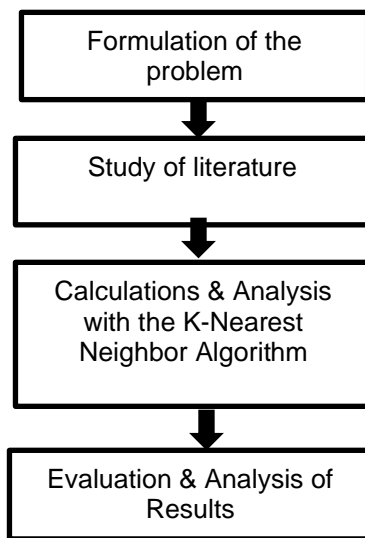 Formulation of the
problem
Study of literature
Calculations & Analysis
with the K-Nearest
Neighbor Algorithm
Evaluation & Analysis of
Results